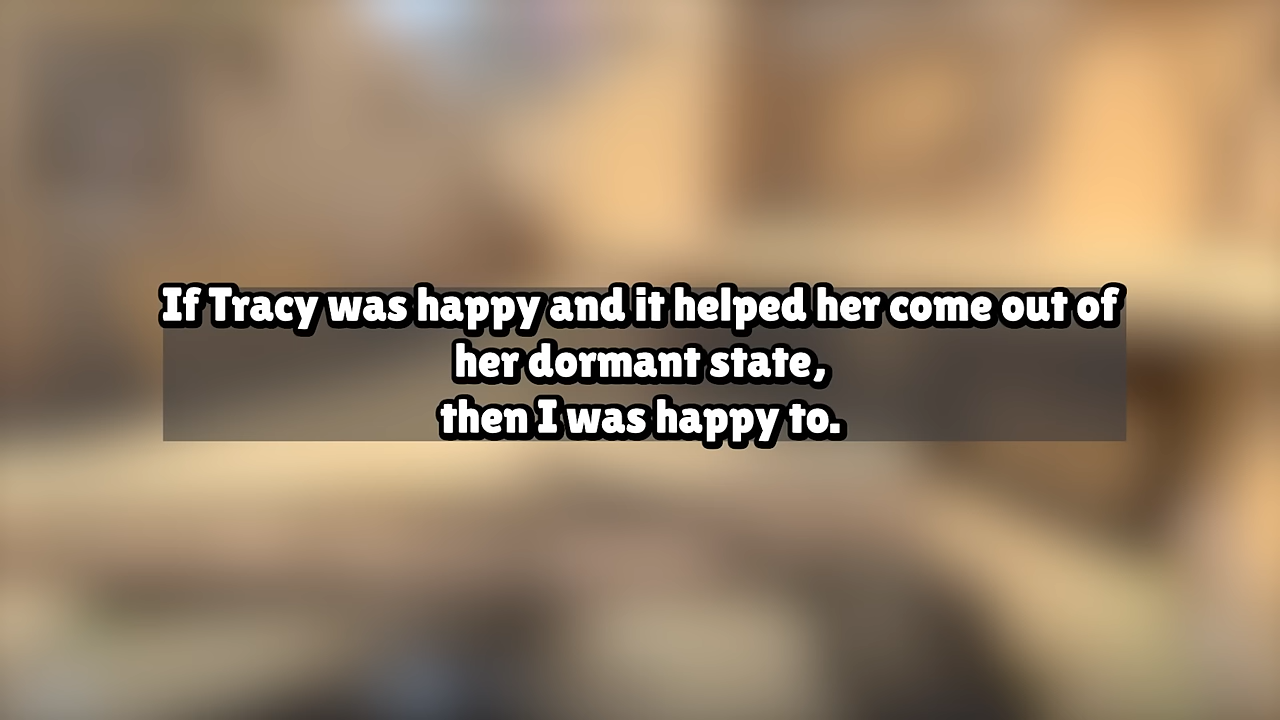 If Tracy was happy and it helped her come out of
her dormant state,
then I was happy to.